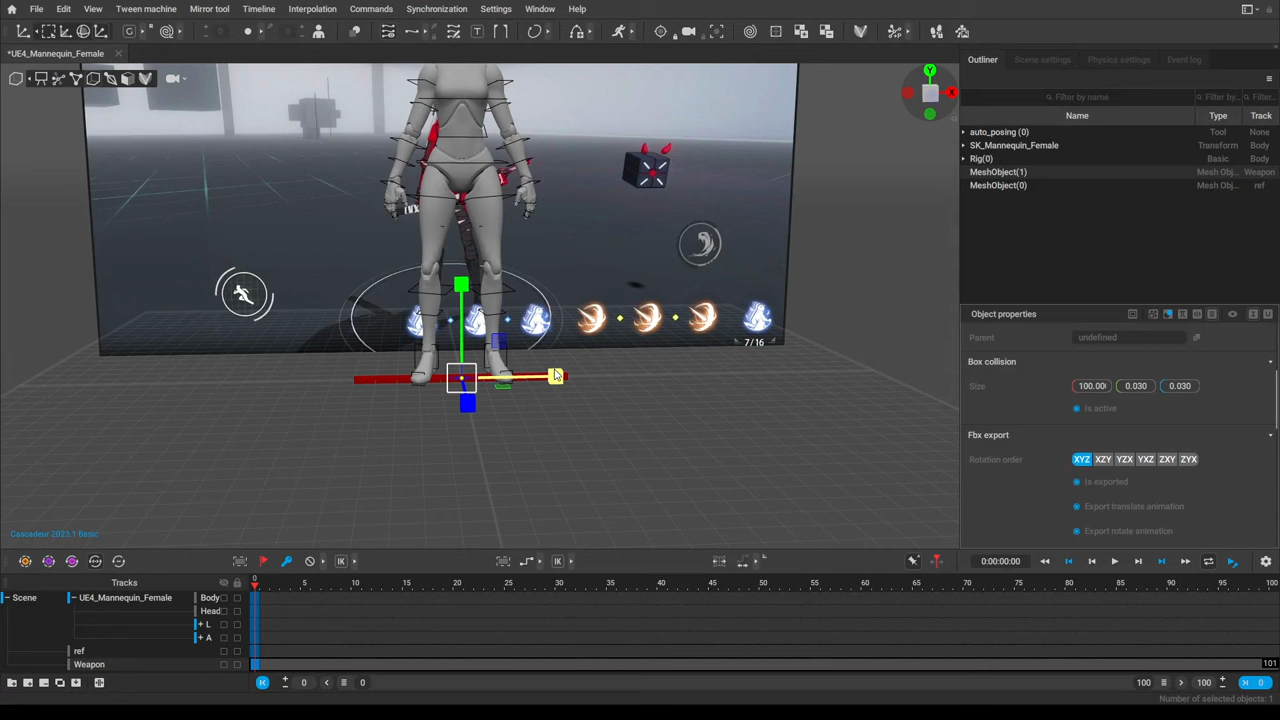 File Edit View Tween machine Mirror tool Timeline Interpolation Commands Synchronization Settings Window Help
*UE4_Mannequin_Female
Outliner Scene settings Physics settings Event log
Filter by name Filter by... Filter...
Name Type Track
auto_posing (0) Tool None
SK_Mannequin_Female Transform Body
Rig(0) Basic Body
MeshObject(1) Mesh Obj... Weapon
MeshObject(0) Mesh Obj... ref
Y
X
7/16
Object properties
Parent undefined
Box collision
Size 100.00 0.030 0.030
Is active
Fbx export
Rotation order XYZ XZY YZX YXZ ZXY ZYX
Is exported
Export translate animation
Export rotate animation
Cascadeur 2023.1 Basic
IK IK 0:00:00:00
Tracks 0 5 10 15 20 25 30 35 40 45 50 55 60 65 70 75 80 85 90 95 100
Scene UE4_Mannequin_Female Body
Head
+ L
+ A
ref
Weapon 101
0 0 100 100 0
Number of selected objects: 1